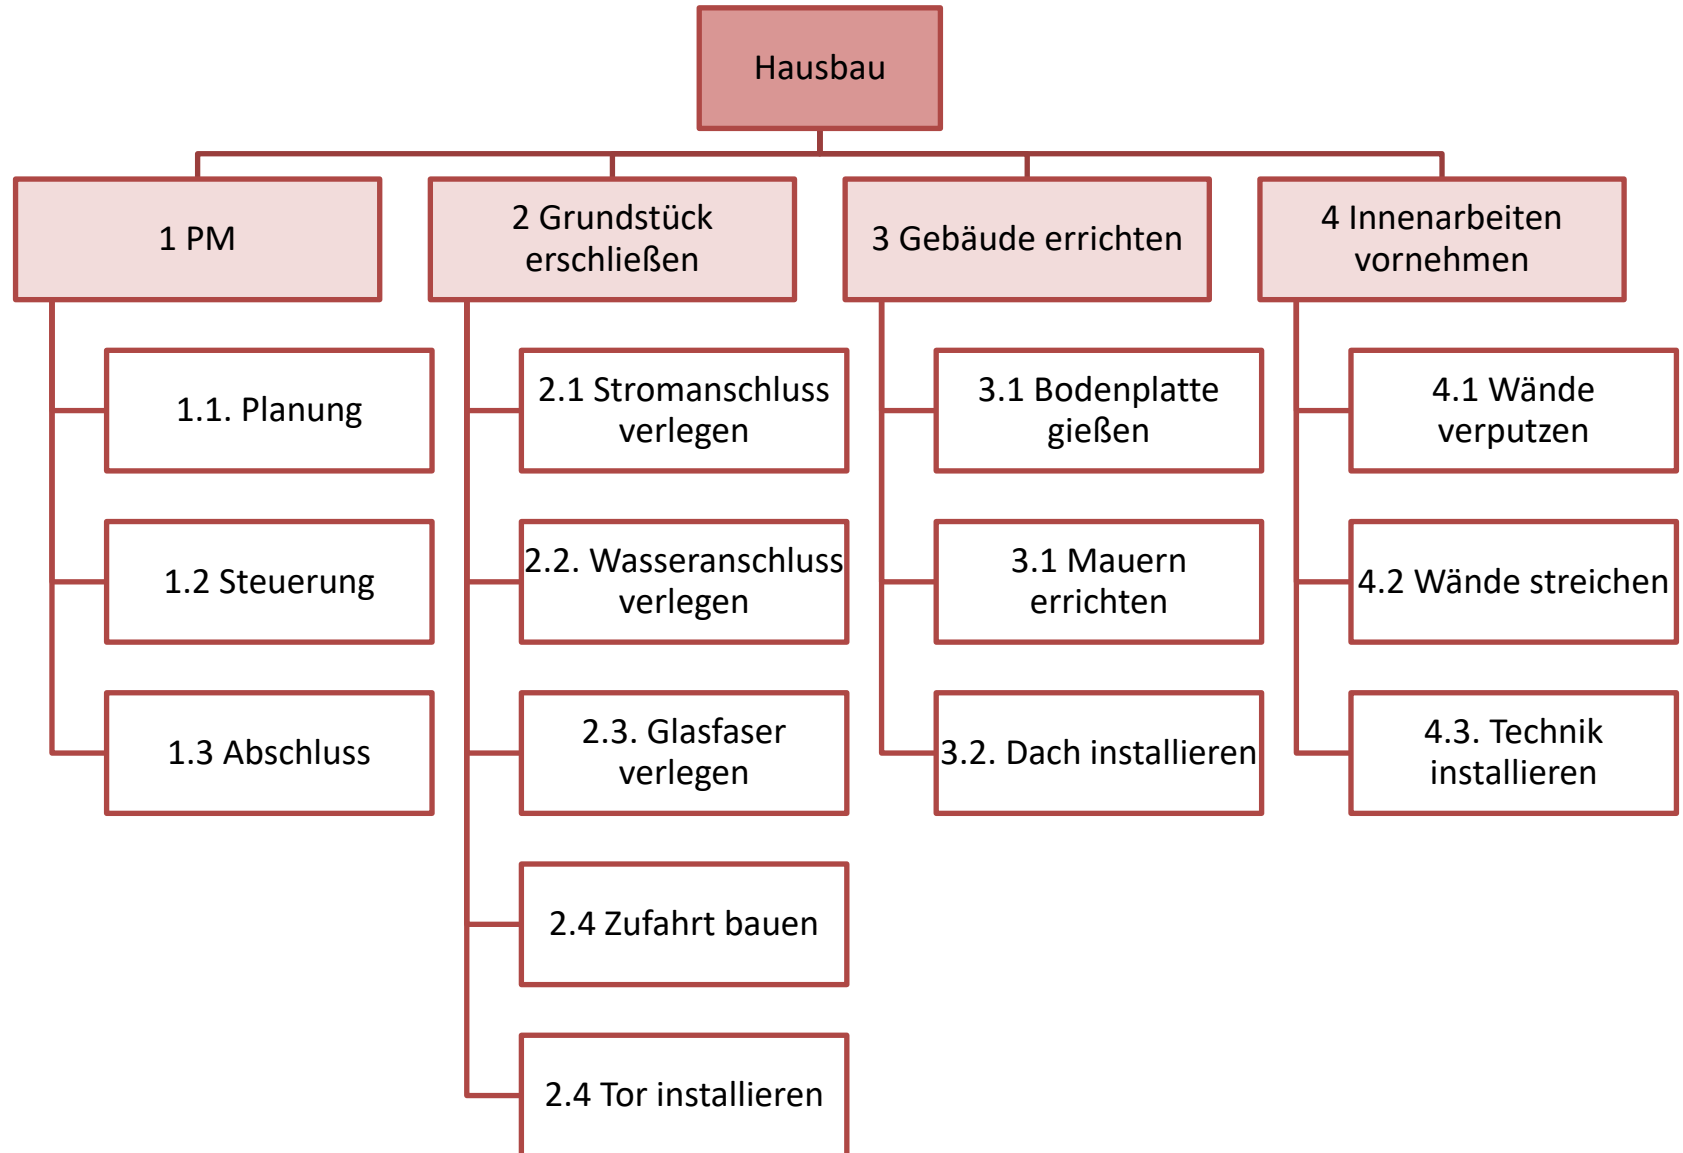 Hausbau
1 PM
2 Grundstück
erschließen
3 Gebäude errichten
4 Innenarbeiten
vornehmen
1.1. Planung
1.2 Steuerung
1.3 Abschluss
2.1 Stromanschluss
verlegen
2.2. Wasseranschluss
verlegen
2.3. Glasfaser
verlegen
2.4 Zufahrt bauen
2.4 Tor installieren
3.1 Bodenplatte
gießen
3.1 Mauern
errichten
3.2. Dach installieren
4.1 Wände
verputzen
4.2 Wände streichen
4.3. Technik
installieren